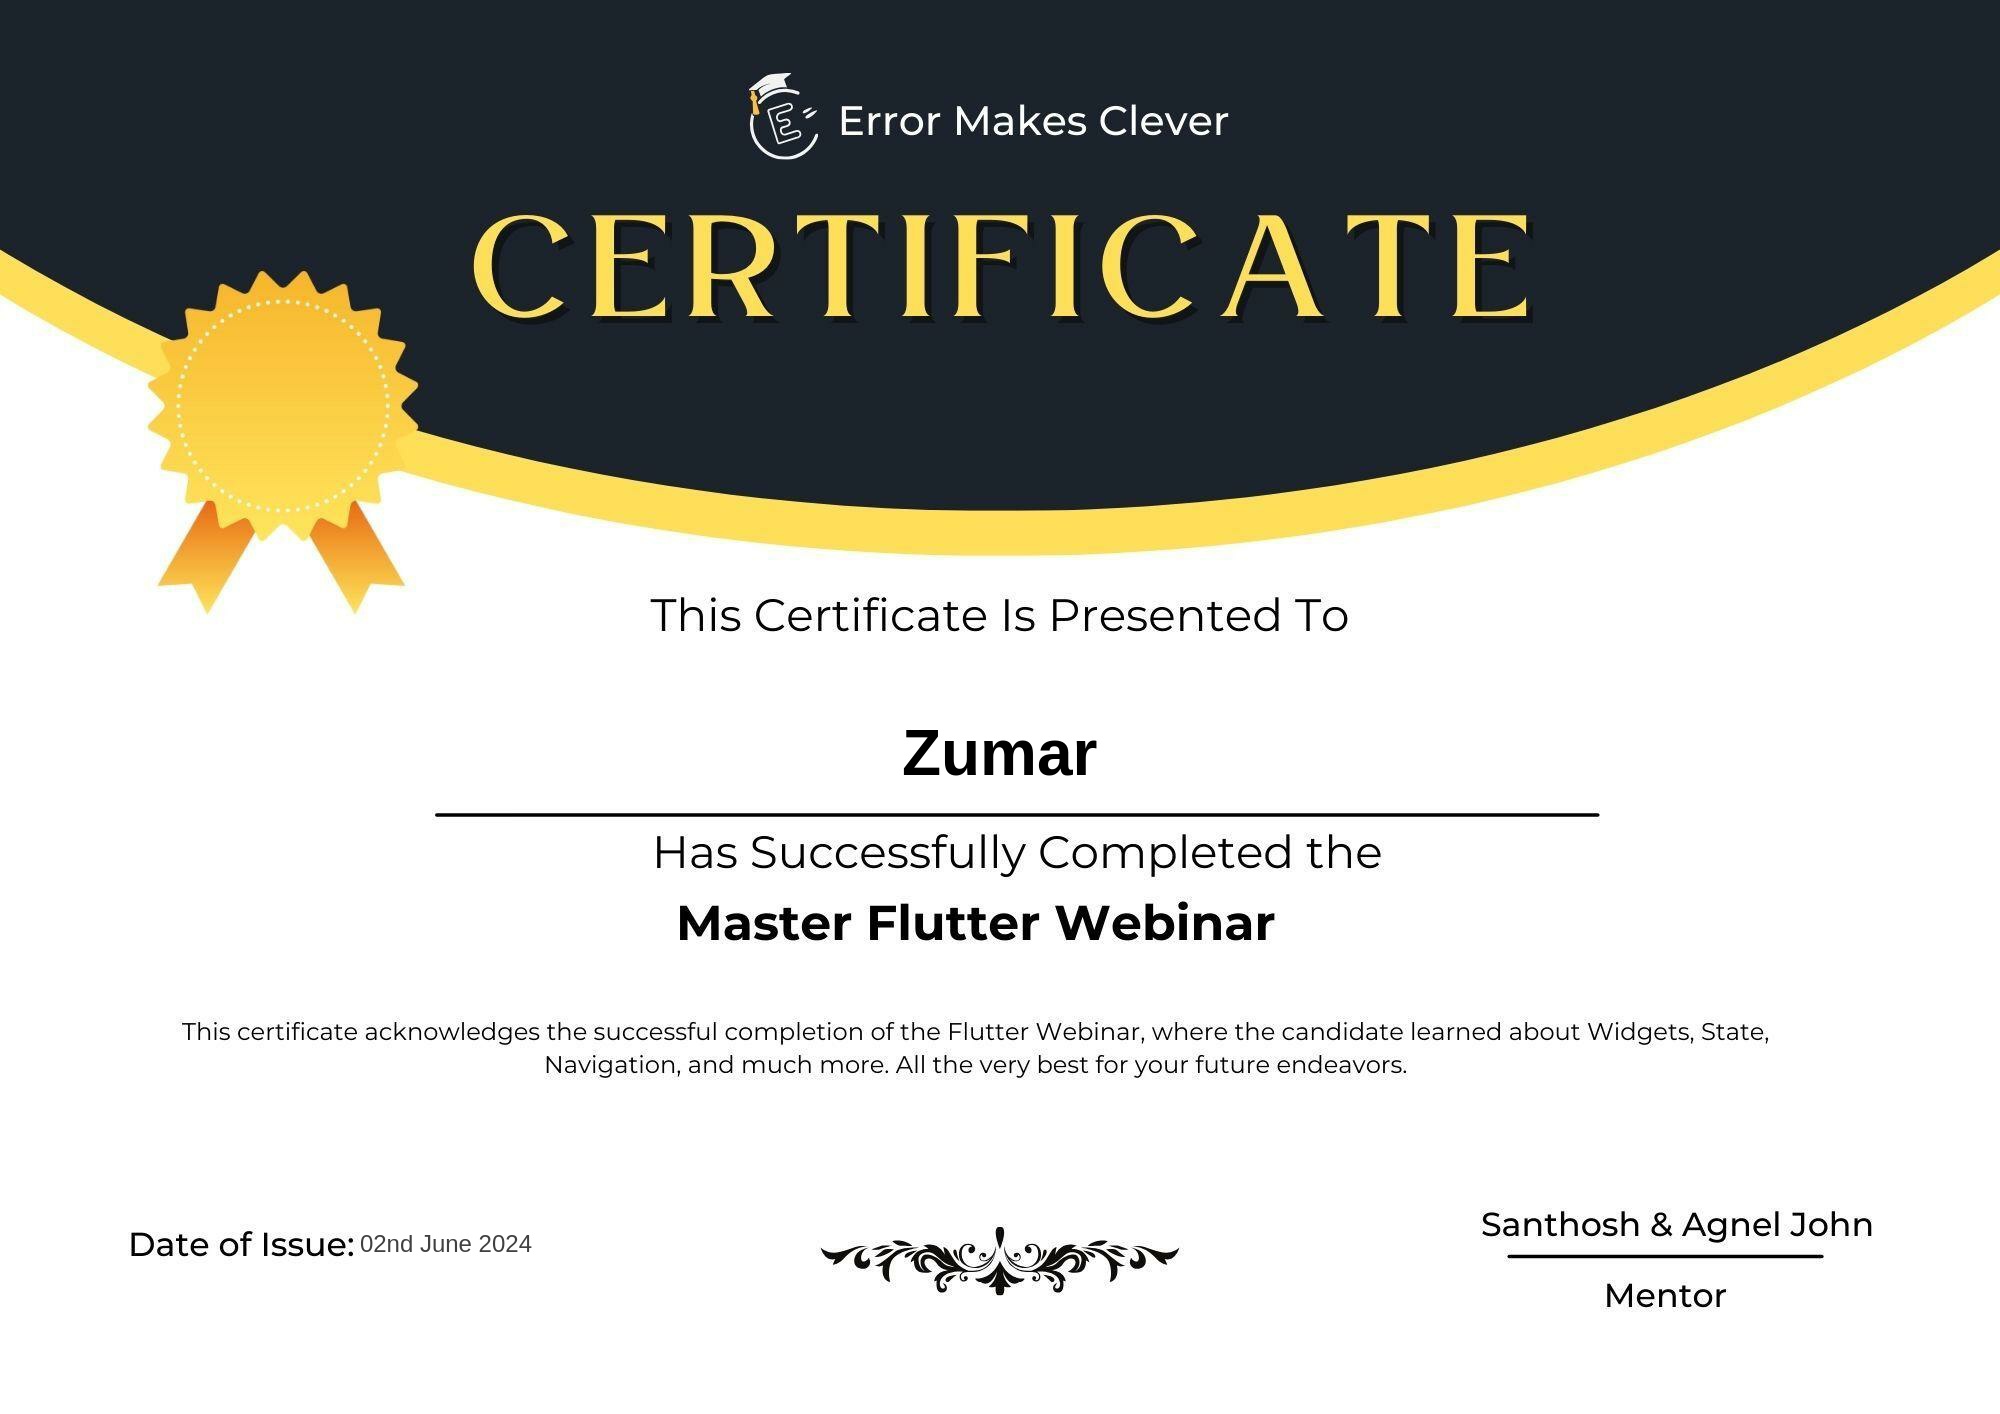 Error Makes Clever
CERTIFICATE
This Certificate Is Presented To
Zumar
Has Successfully Completed the
Master Flutter Webinar
This certificate acknowledges the successful completion of the Flutter Webinar, where the candidate learned about Widgets, State,
Navigation, and much more. All the very best for your future endeavors.
Date of Issue: 02nd June 2024
Santhosh & Agnel John
Mentor